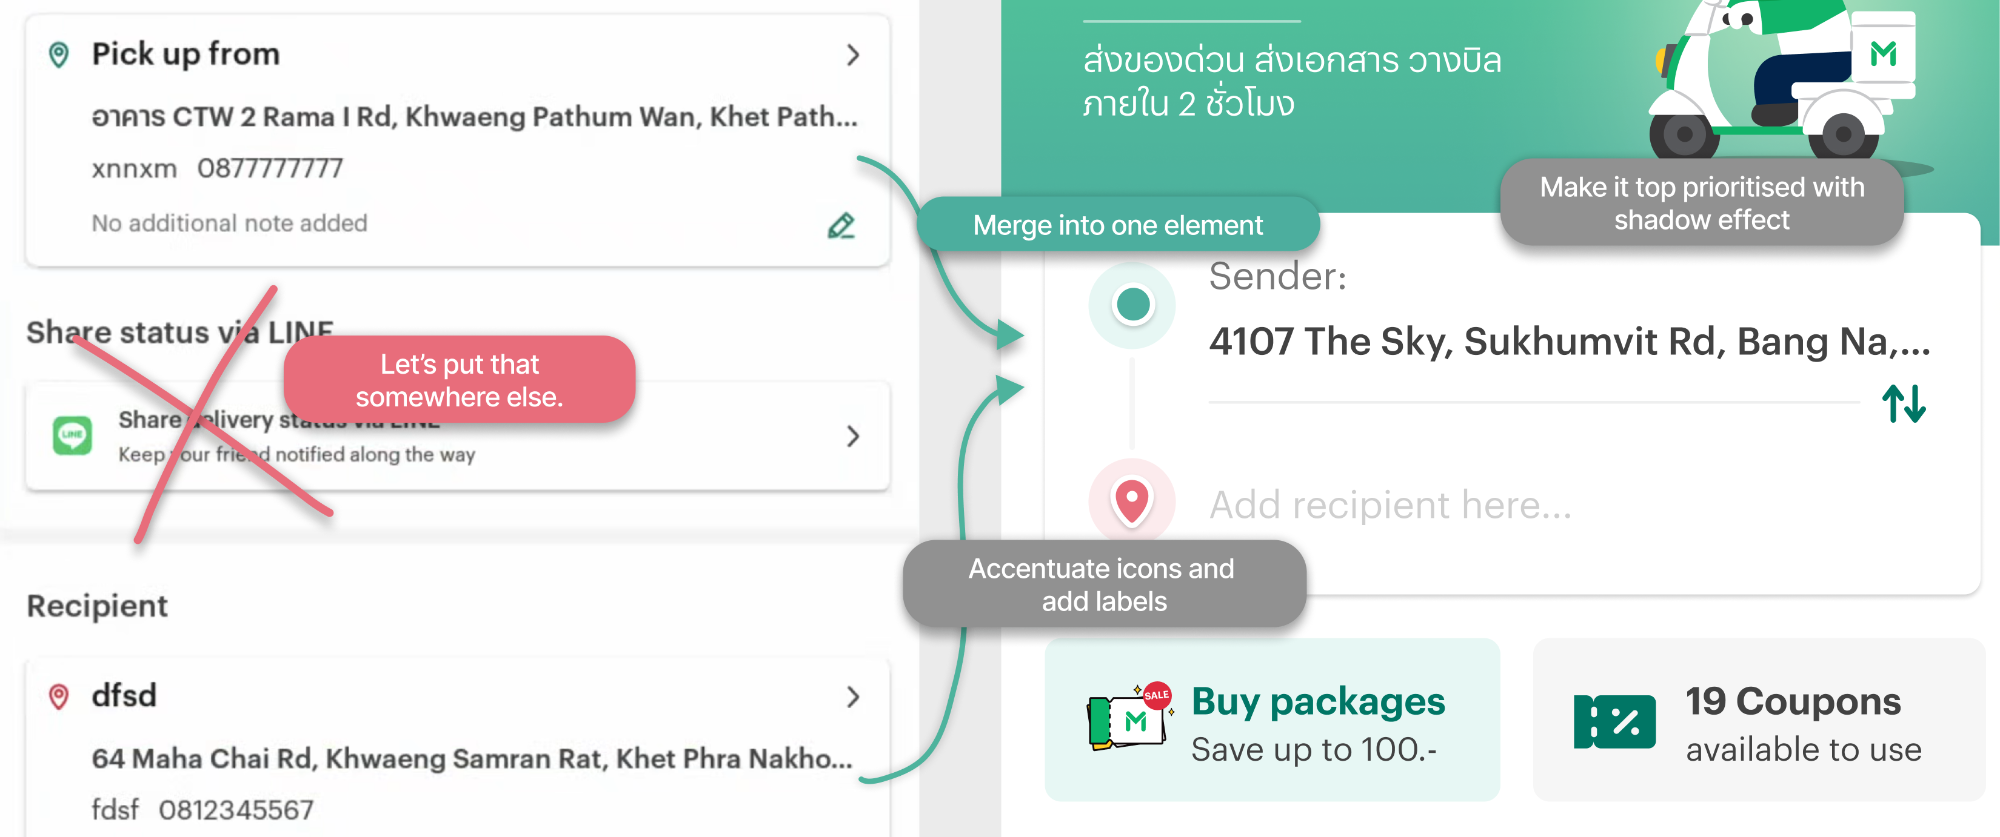 Pick up from
อาคาร CTW 2 Rama I Rd, Khwaeng Pathum Wan, Khet Path...
xnnxm 0877777777
No additional note added
Share status via LINE
Let's put that
somewhere else.
LINE
Share delivery status via LINE
Keep your friend notified along the way
Recipient
dfsd
64 Maha Chai Rd, Khwaeng Samran Rat, Khet Phra Nakho...
fdsf 0812345567
Merge into one element
Accentuate icons and
add labels
ส่งของด่วน ส่งเอกสาร วางบิล
ภายใน 2 ชั่วโมง
Make it top prioritised with
shadow effect
Sender:
4107 The Sky, Sukhumvit Rd, Bang Na,...
Add recipient here...
SALE
Buy packages
Save up to 100.-
19 Coupons
available to use